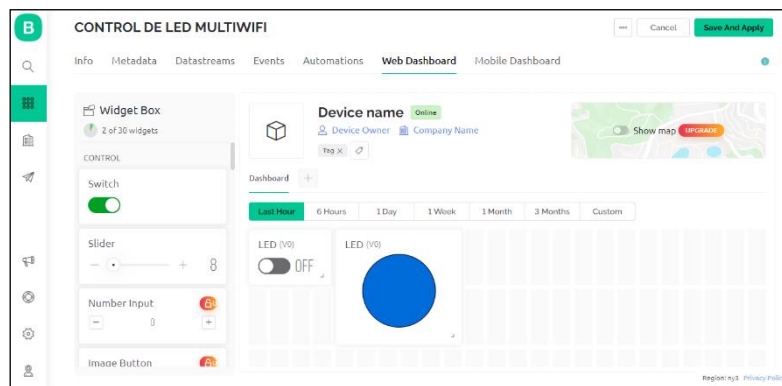 B
CONTROL DE LED MULTIWIFI
Cancel
Save And Apply
Info Metadata Datastreams Events Automations Web Dashboard Mobile Dashboard
Widget Box
2 of 30 widgets
CONTROL
Switch
Slider
8
Number Input
0
Image Button
Device name Online
Device Owner Company Name
Tag X
Show map UPGRADE
Dashboard +
Last Hour 6 Hours 1 Day 1 Week 1 Month 3 Months Custom
LED (V0)
OFF
LED (V0)
Region: ny3 Privacy Policy